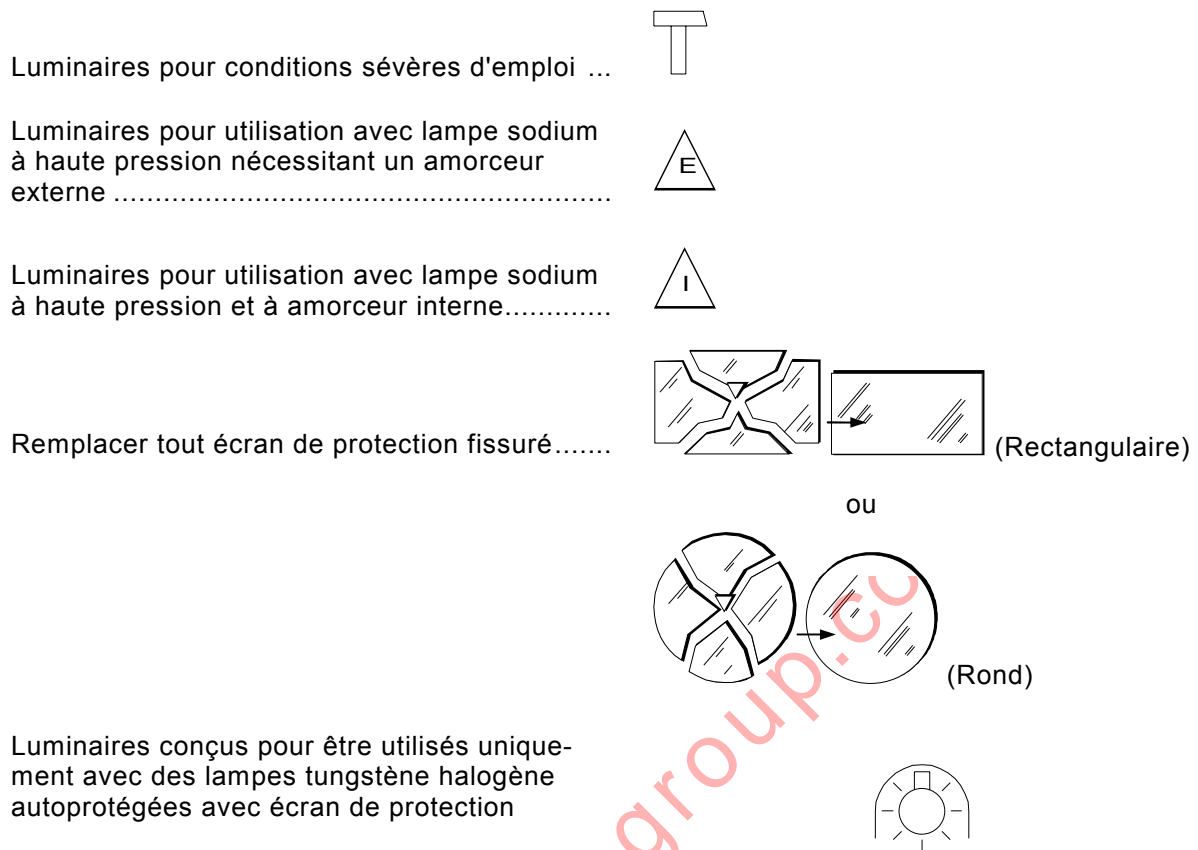 Luminaires pour conditions sévères d'emploi ...
Luminaires pour utilisation avec lampe sodium
à haute pression nécessitant un amorceur
externe ............................................................
E
Luminaires pour utilisation avec lampe sodium
à haute pression et à amorceur interne.............
I
Remplacer tout écran de protection fissuré.......
(Rectangulaire)
ou
(Rond)
Luminaires conçus pour être utilisés unique-
ment avec des lampes tungstène halogène
autoprotégées avec écran de protection